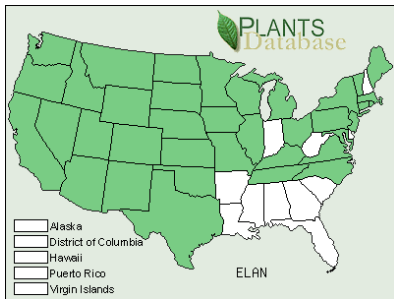 PLANTS
Database
Alaska
District of Columbia
Hawaii
Puerto Rico
Virgin Islands
ELAN